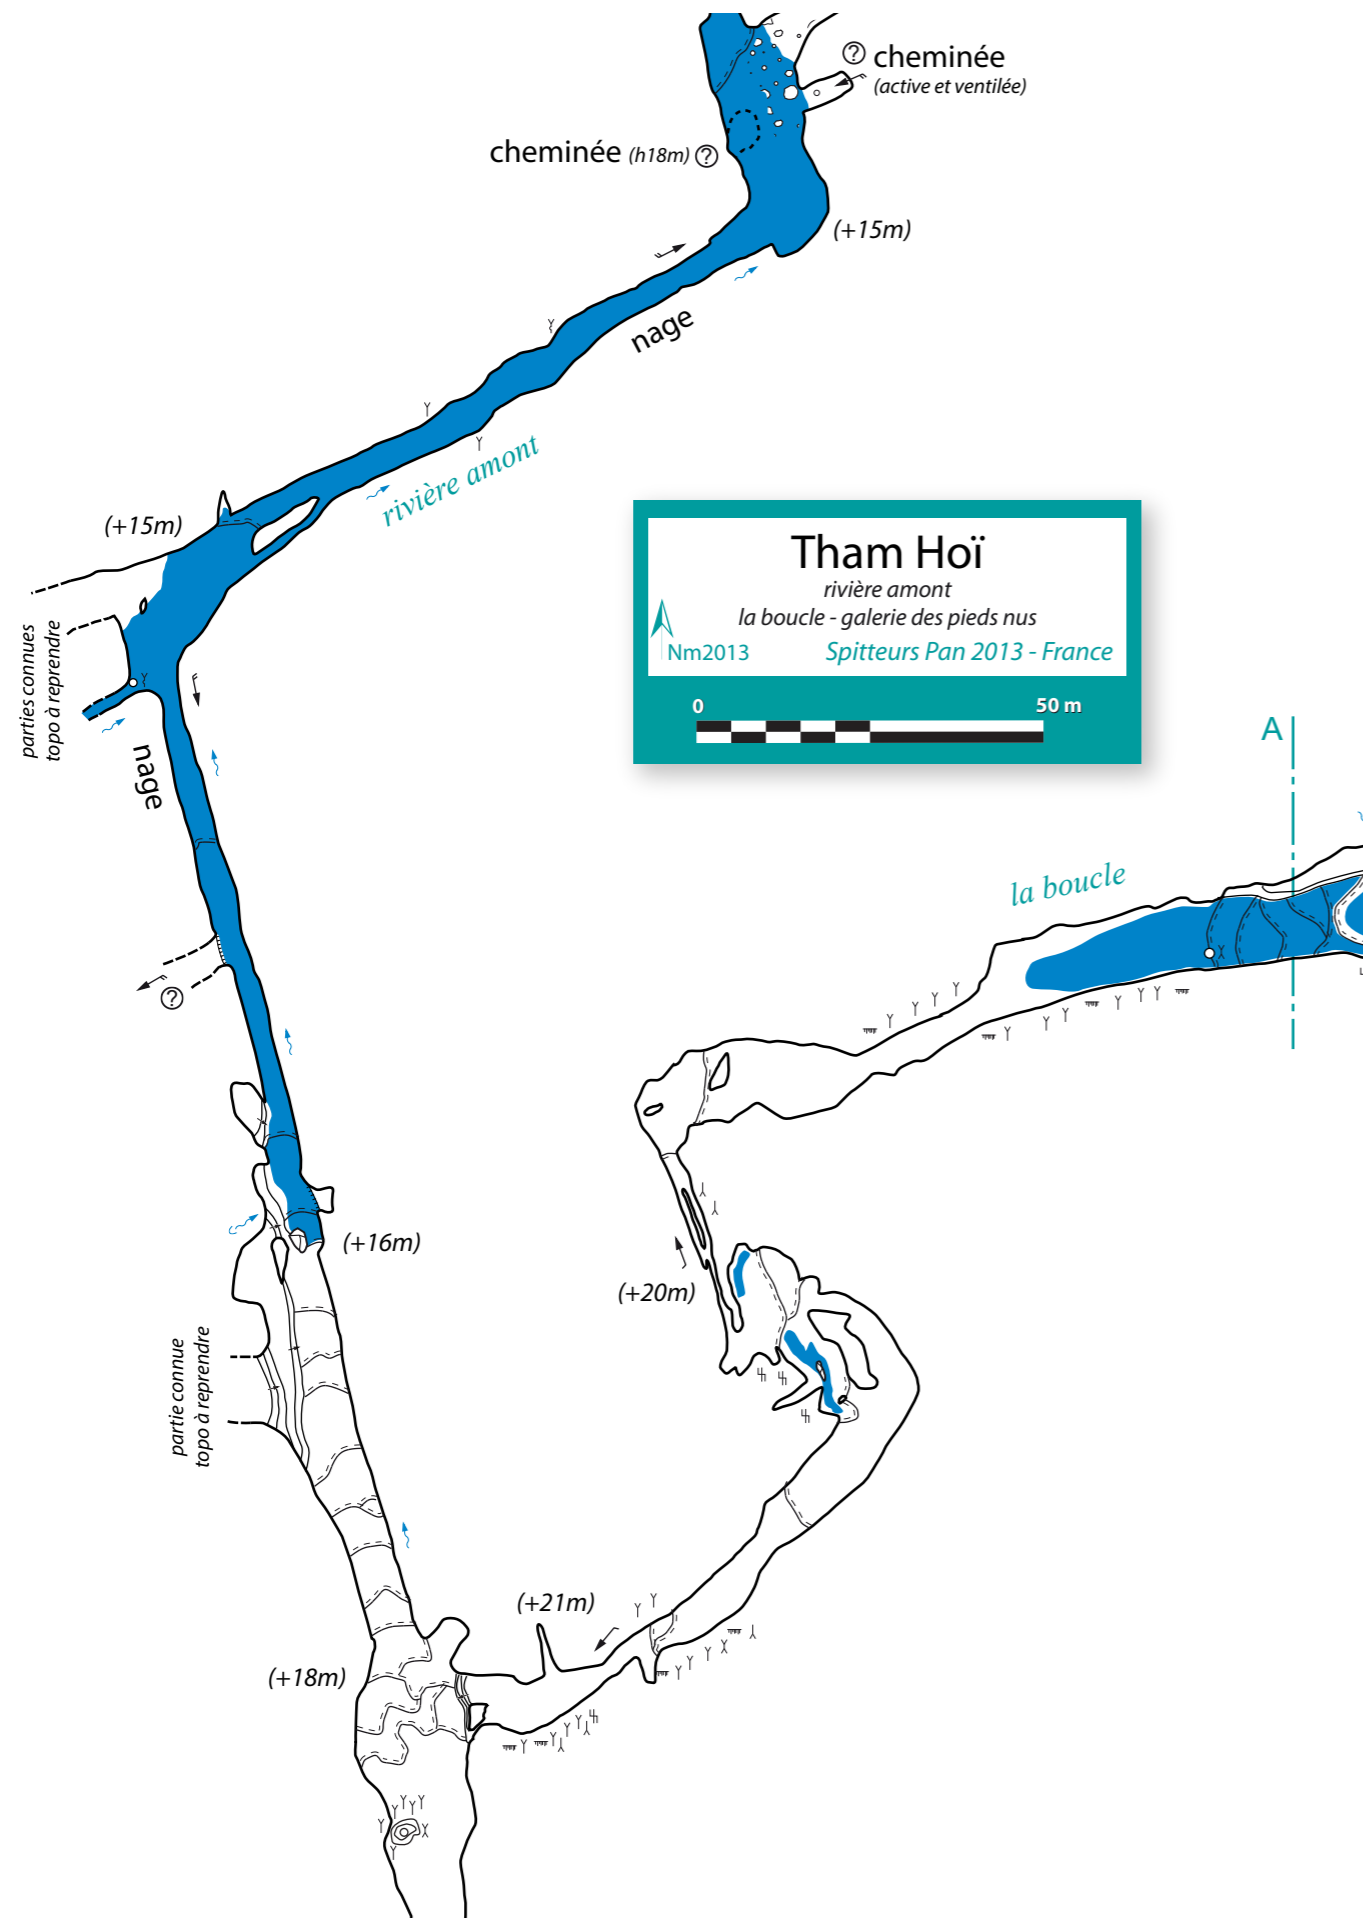 ? cheminée
(active et ventilée)
cheminée (h18m) ?
(+15m)
nage
rivière amont
(+15m)
parties connues
topo à reprendre
nage
Tham Hoï
rivière amont
la boucle - galerie des pieds nus
Nm2013 Spitteurs Pan 2013 - France
0 50 m
A
la boucle
?
(+16m)
(+20m)
partie connue
topo à reprendre
(+21m)
(+18m)